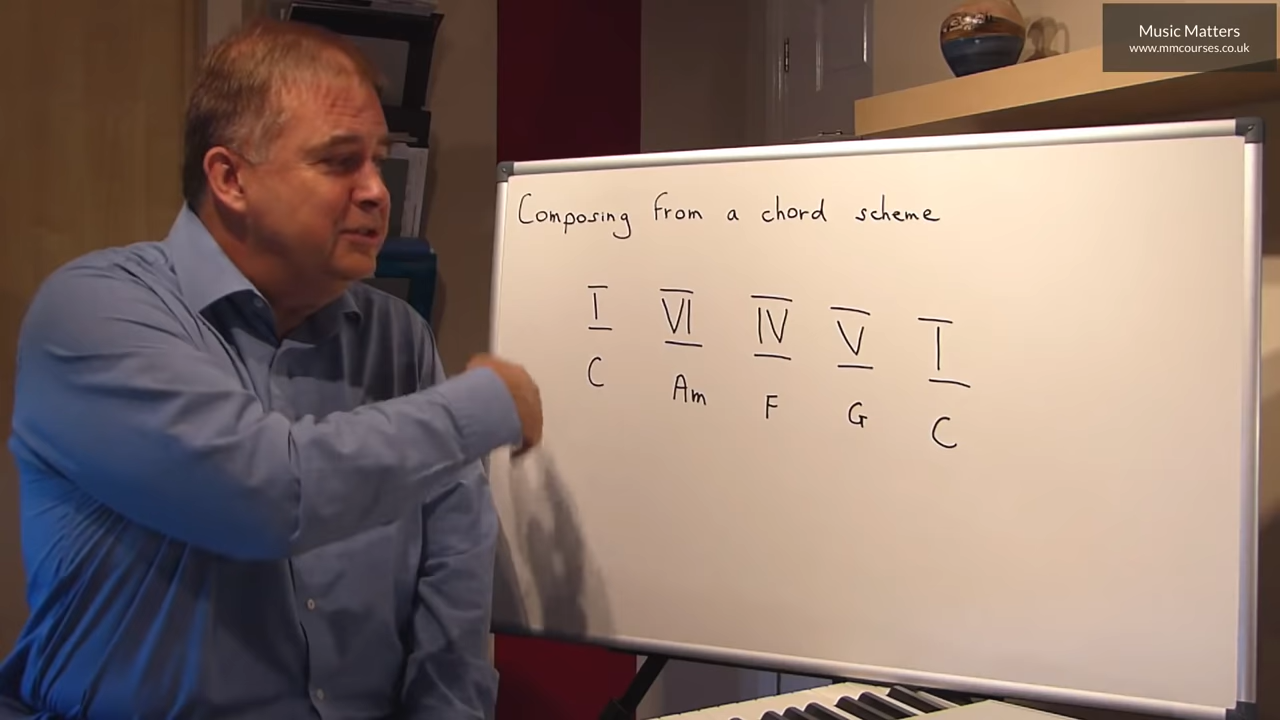 Music Matters
www.mmcourses.co.uk
Composing from a chord scheme
I VI IV V I
C Am F G C